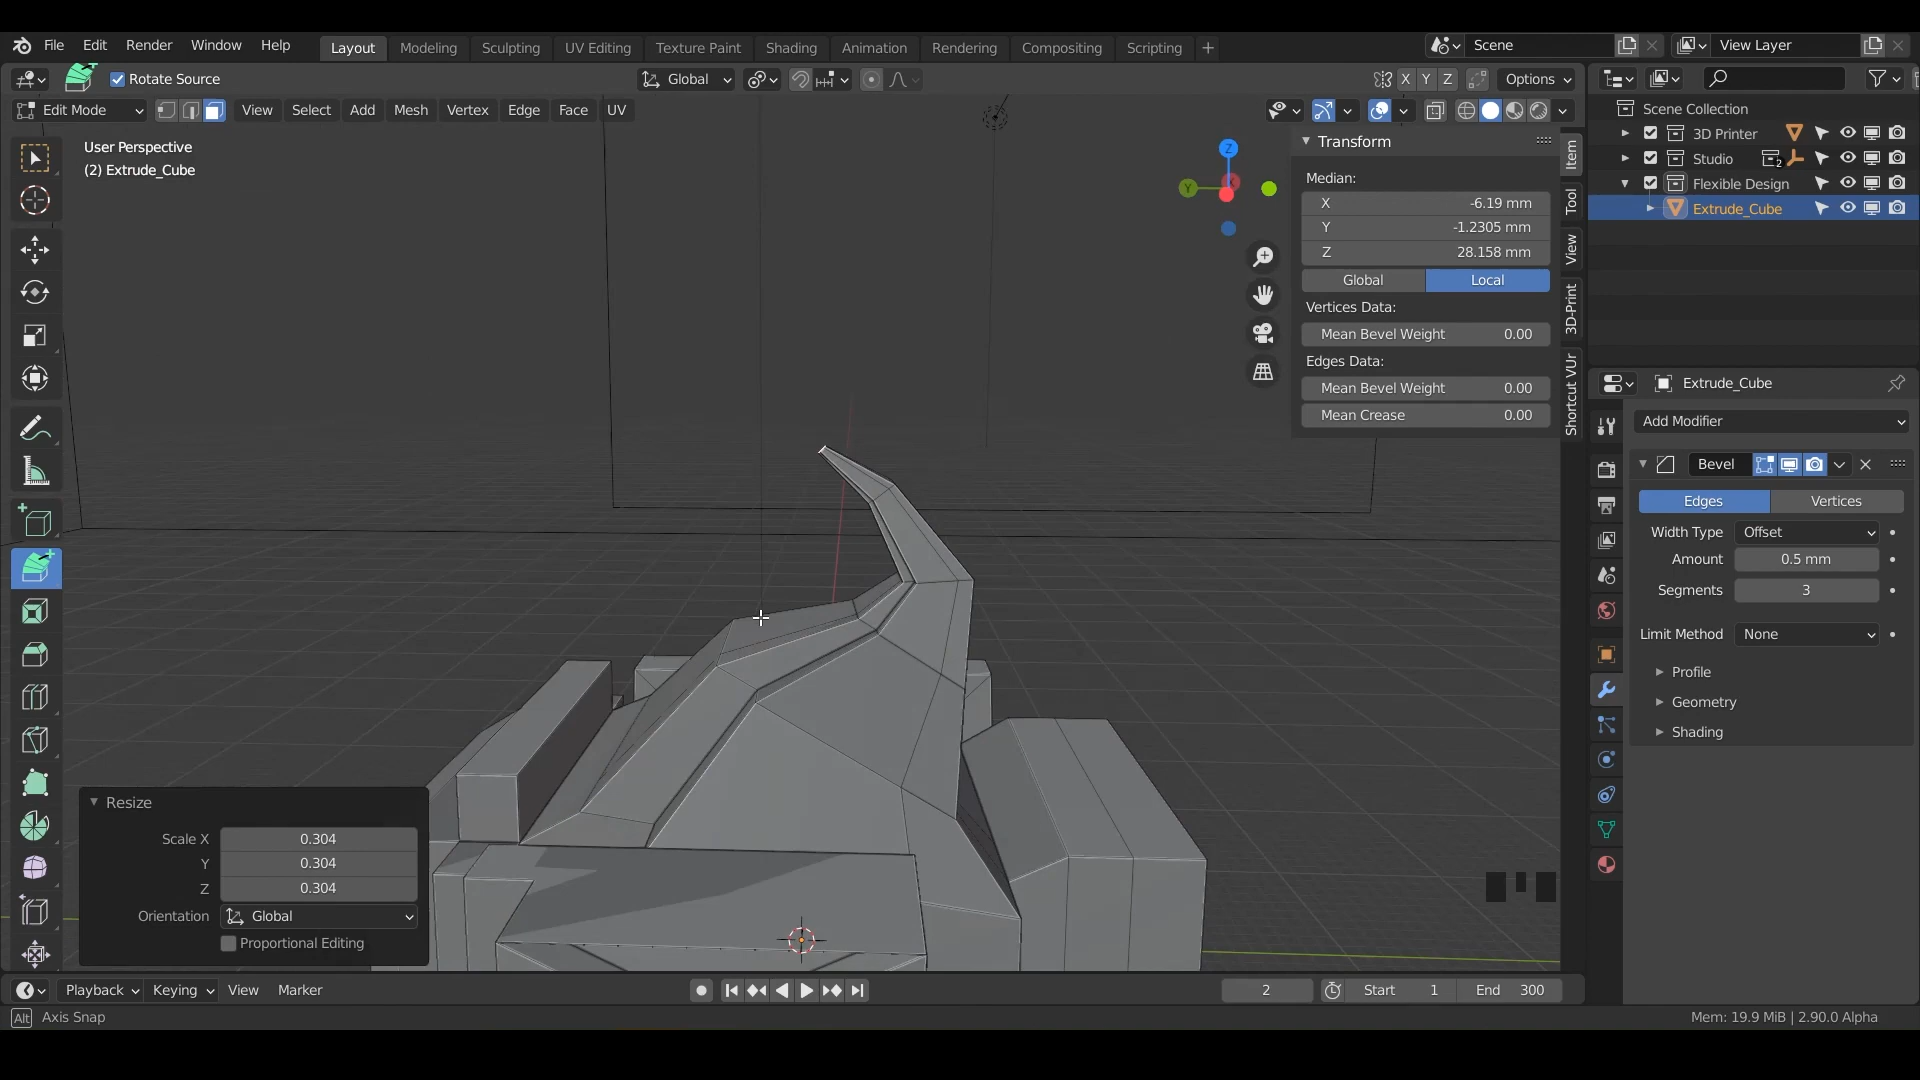 File Edit Render Window Help Layout Modeling Sculpting UV Editing Texture Paint Shading Animation Rendering Compositing Scripting + Scene View Layer
Rotate Source Global X Y Z Options
Edit Mode View Select Add Mesh Vertex Edge Face UV
User Perspective
(2) Extrude_Cube
Z
Y
Transform
Median:
X -6.19 mm
Y -1.2305 mm
Z 28.158 mm
Global Local
Vertices Data:
Mean Bevel Weight 0.00
Edges Data:
Mean Bevel Weight 0.00
Mean Crease 0.00
Item
Tool
View
3D-Print
Shortcut VUr
Scene Collection
3D Printer
Studio 2
Flexible Design
Extrude_Cube
Extrude_Cube
Add Modifier
Bevel
Edges Vertices
Width Type Offset
Amount 0.5 mm
Segments 3
Limit Method None
Profile
Geometry
Shading
Resize
Scale X 0.304
Y 0.304
Z 0.304
Orientation Global
Proportional Editing
Playback Keying View Marker 2 Start 1 End 300
Alt Axis Snap Mem: 19.9 MiB | 2.90.0 Alpha